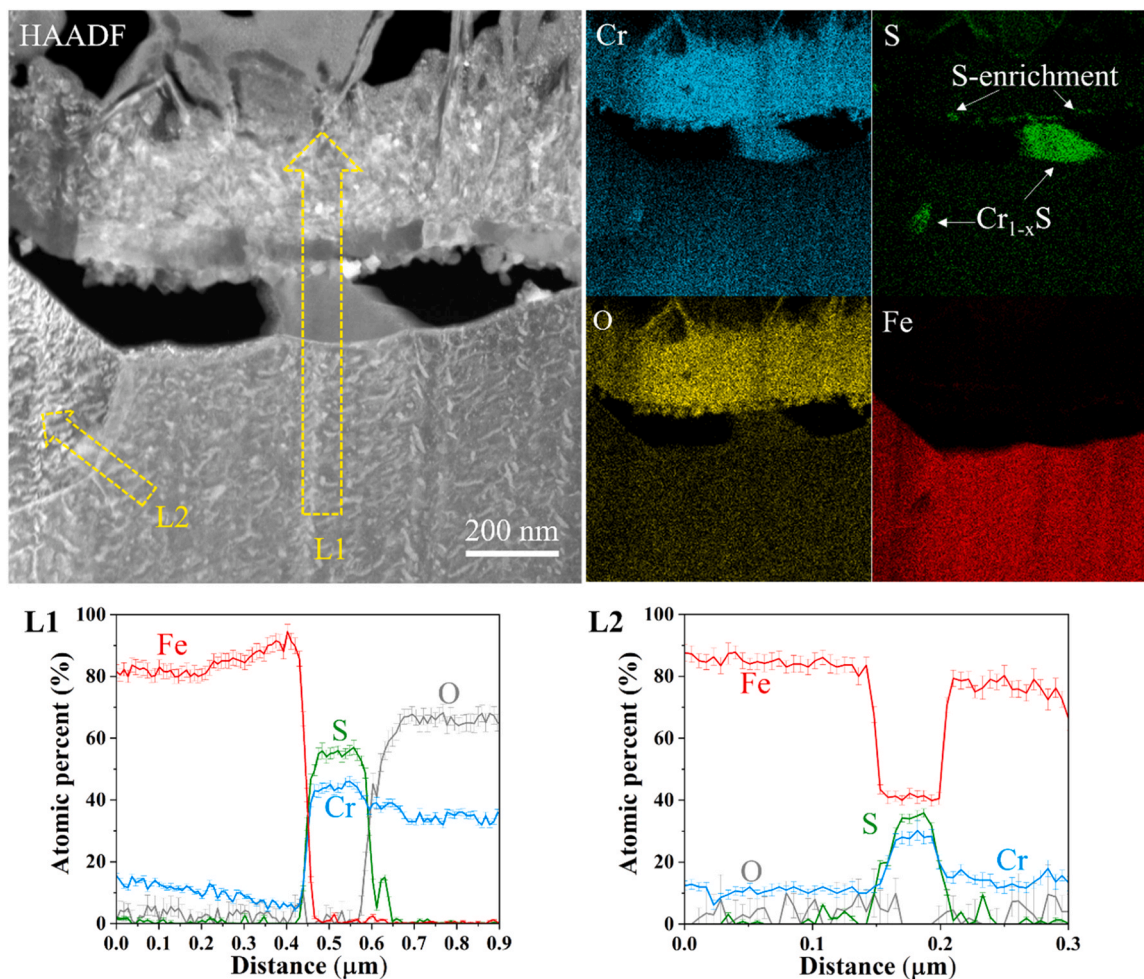 HAADF
L2
L1
200 nm
Cr
S
S-enrichment
Cr1-xS
O
Fe
L1
Fe
S
Cr
O
Atomic percent (%)
100
80
60
40
20
0
0.0 0.1 0.2 0.3 0.4 0.5 0.6 0.7 0.8 0.9
Distance (μm)
L2
Fe
S
O
Cr
Atomic percent (%)
100
80
60
40
20
0
0.0 0.1 0.2 0.3
Distance (μm)